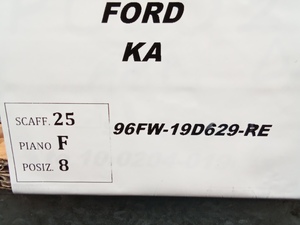 FORD
KA
SCAFF. 25
PIANO F
POSIZ. 8
96FW-19D629-RE